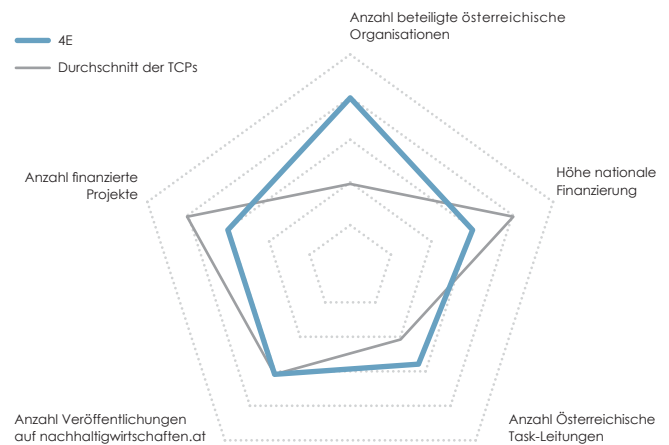 Anzahl beteiligte österreichische
Organisationen
4E
Durchschnitt der TCPs
Höhe nationale
Finanzierung
Anzahl finanzierte
Projekte
Anzahl Veröffentlichungen
auf nachhaltigwirtschaften.at
Anzahl Österreichische
Task-Leitungen